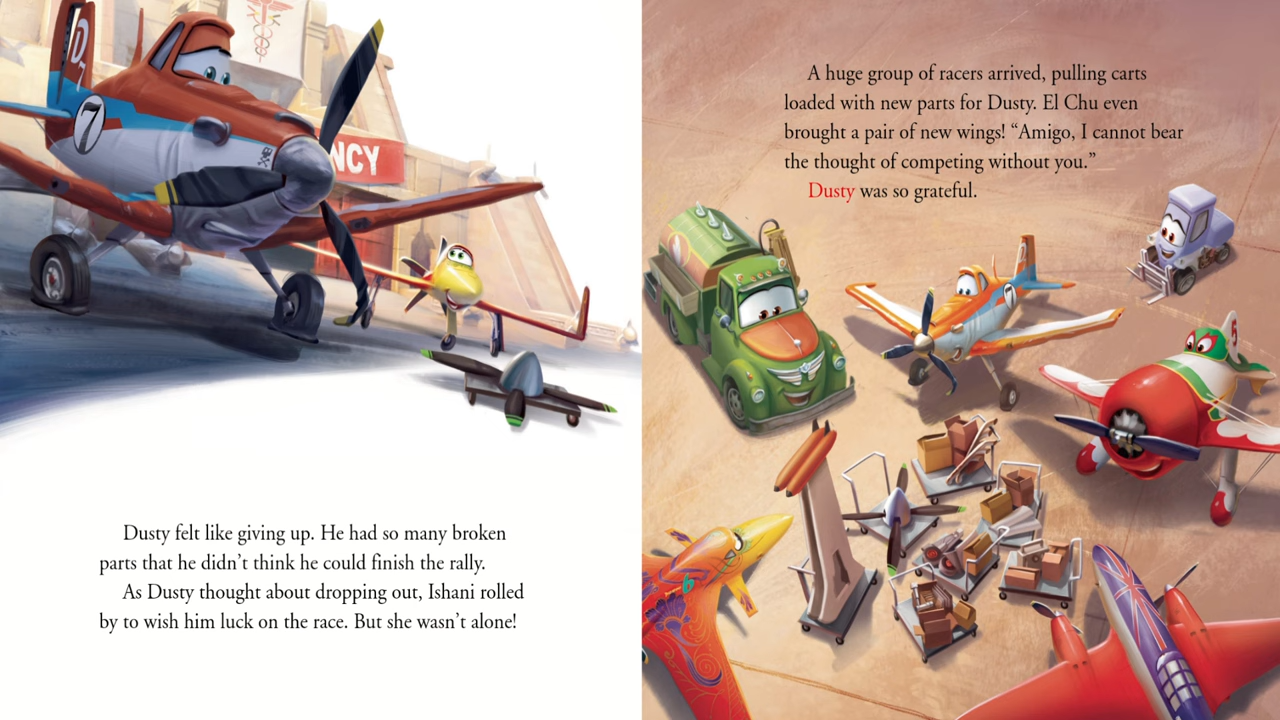 D7
7
NCY
Dusty felt like giving up. He had so many broken
parts that he didn’t think he could finish the rally.
As Dusty thought about dropping out, Ishani rolled
by to wish him luck on the race. But she wasn’t alone!
A huge group of racers arrived, pulling carts
loaded with new parts for Dusty. El Chu even
brought a pair of new wings! “Amigo, I cannot bear
the thought of competing without you.”
Dusty was so grateful.
7
6